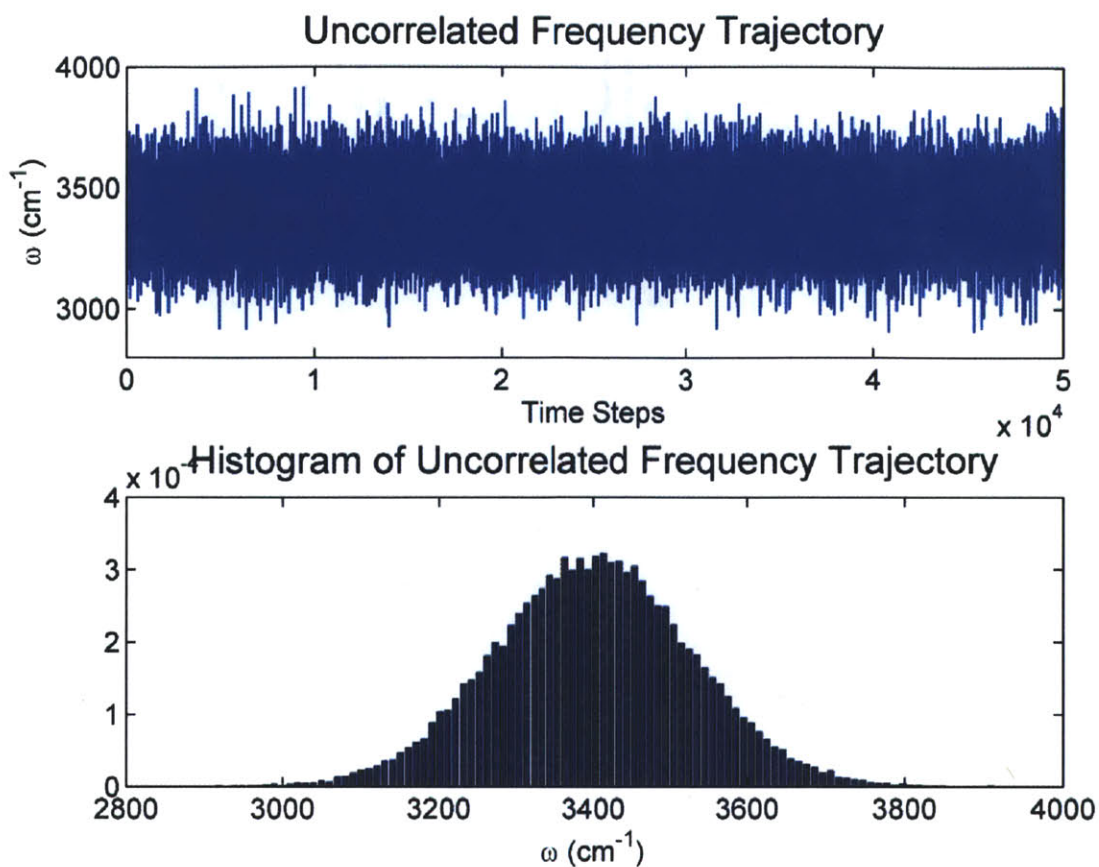 Uncorrelated Frequency Trajectory
4000
3500
3000
ω (cm⁻¹)
0 1 2 3 4 5
Time Steps
x 10⁴
Histogram of Uncorrelated Frequency Trajectory
x 10⁻⁴
4
3
2
1
0
2800 3000 3200 3400 3600 3800 4000
ω (cm⁻¹)